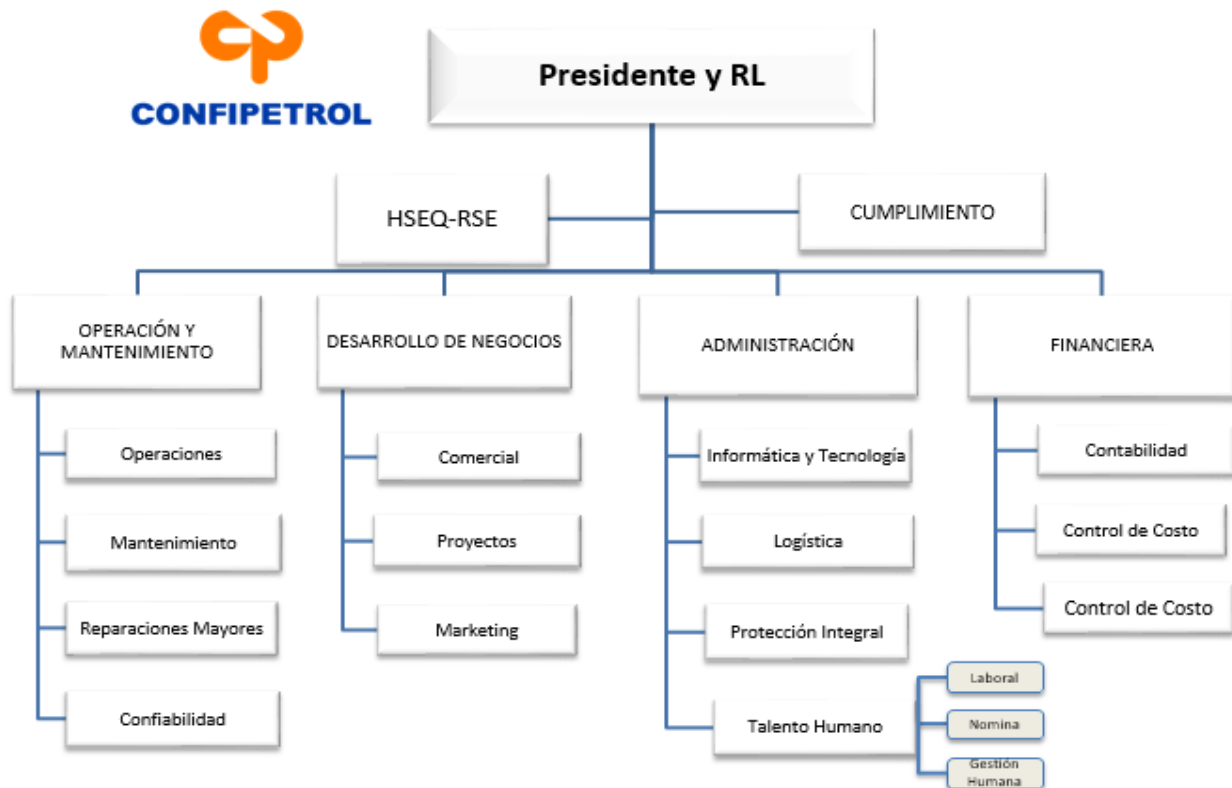 CONFIPETROL
Presidente y RL
HSEQ-RSE
CUMPLIMIENTO
OPERACIÓN Y
MANTENIMIENTO
DESARROLLO DE NEGOCIOS
ADMINISTRACIÓN
FINANCIERA
Operaciones
Mantenimiento
Reparaciones Mayores
Confiabilidad
Comercial
Proyectos
Marketing
Informática y Tecnología
Logística
Protección Integral
Talento Humano
Laboral
Nomina
Gestión
Humana
Contabilidad
Control de Costo
Control de Costo